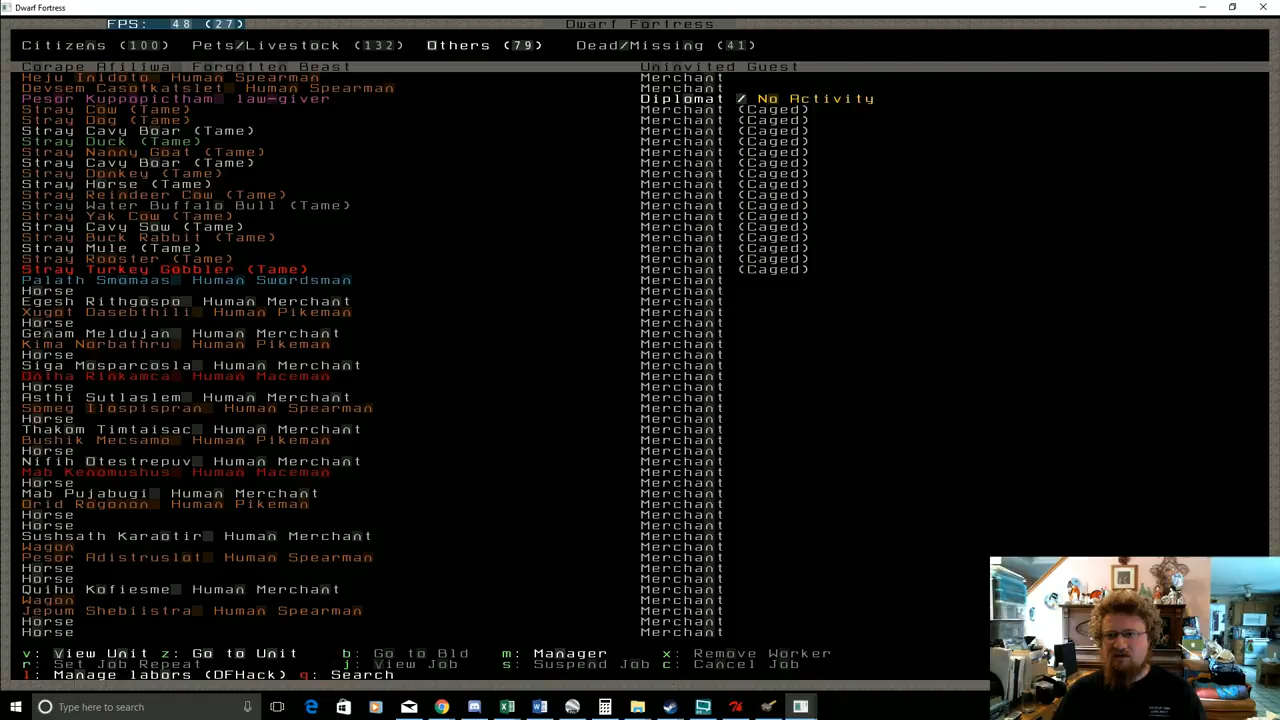 Dwarf Fortress
FPS: 48 (27) Dwarf Fortress
Citizens (100) Pets/Livestock (132) Others (79) Dead/Missing (41)
Corape Afiliwa Forgotten Beast Uninvited Guest
Heju Inidoto Human Spearman Merchant
Devsem Casotkatslet Human Spearman Merchant
Pesor Kuppopictham law-giver Diplomat / No Activity
Stray Cow (Tame) Merchant (Caged)
Stray Dog (Tame) Merchant (Caged)
Stray Cavy Boar (Tame) Merchant (Caged)
Stray Duck (Tame) Merchant (Caged)
Stray Nanny Goat (Tame) Merchant (Caged)
Stray Cavy Boar (Tame) Merchant (Caged)
Stray Donkey (Tame) Merchant (Caged)
Stray Horse (Tame) Merchant (Caged)
Stray Reindeer Cow (Tame) Merchant (Caged)
Stray Water Buffalo Bull (Tame) Merchant (Caged)
Stray Yak Cow (Tame) Merchant (Caged)
Stray Cavy Sow (Tame) Merchant (Caged)
Stray Buck Rabbit (Tame) Merchant (Caged)
Stray Mule (Tame) Merchant (Caged)
Stray Rooster (Tame) Merchant (Caged)
Stray Turkey Gobbler (Tame) Merchant (Caged)
Palath Smomaas Human Swordsman Merchant
Horse Merchant
Egesh Rithgospo Human Merchant Merchant
Xugot Dasebthili Human Pikeman Merchant
Horse Merchant
Genam Meldujan Human Merchant Merchant
Kima Norbathru Human Pikeman Merchant
Horse Merchant
Siga Mosparcosla Human Merchant Merchant
Rinkamca Human Maceman Merchant
Horse Merchant
Asthi Sutlaslem Human Merchant Merchant
Someg Ilospispran Human Spearman Merchant
Horse Merchant
Thakom Timtaisac Human Merchant Merchant
Bushik Mecsamo Human Pikeman Merchant
Horse Merchant
Nifih Otestrepuv Human Merchant Merchant
Mab Kenomushus Human Maceman Merchant
Horse Merchant
Mab Pujabugi Human Merchant Merchant
Orid Roganon Human Pikeman Merchant
Horse Merchant
Horse Merchant
Sushsath Karaotir Human Merchant Merchant
Wagon Merchant
Pesor Adistruslot Human Spearman Merchant
Horse Merchant
Horse Merchant
Quihu Kofiesme Human Merchant Merchant
Wagon Merchant
Jepum Shebiistra Human Spearman Merchant
Horse Merchant
Horse Merchant
v: View Unit z: Go to Unit b: Go to Bld m: Manager x: Remove Worker
r: Set Job Repeat j: View Job s: Suspend Job c: Cancel Job
l: Manage labors (DFHack) q: Search
Type here to search